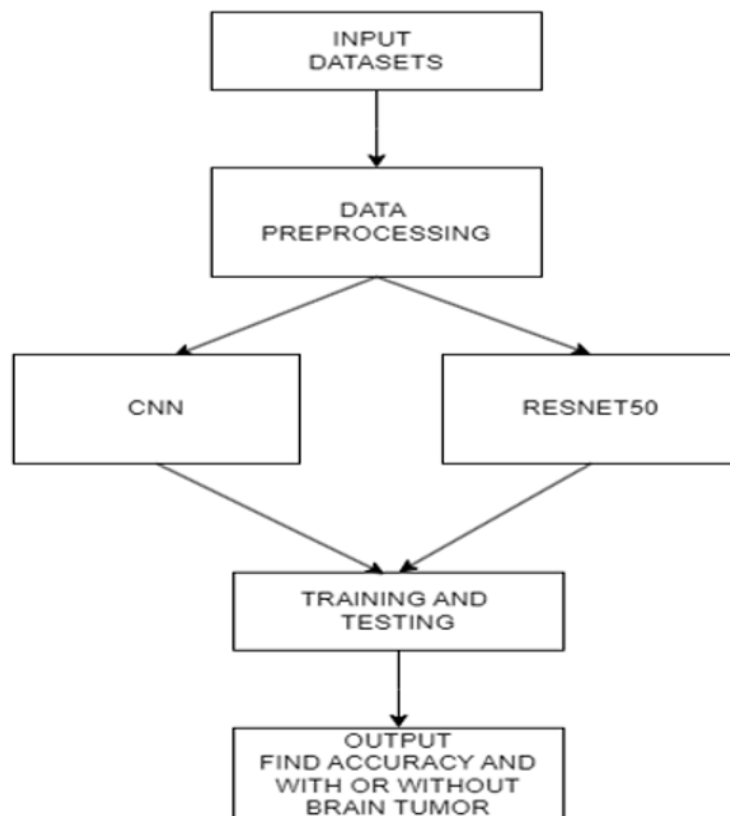 INPUT
DATASETS
DATA
PREPROCESSING
CNN
RESNET50
TRAINING AND
TESTING
OUTPUT
FIND ACCURACY AND
WITH OR WITHOUT
BRAIN TUMOR